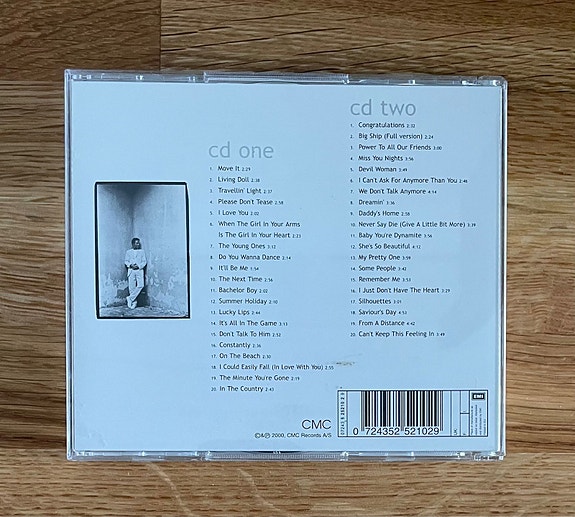 cd one
1. Move It 2:29
2. Living Doll 2:38
3. Travellin' Light 2:37
4. Please Don't Tease 2:58
5. I Love You 2:02
6. When The Girl In Your Arms
Is The Girl In Your Heart 2:23
7. The Young Ones 3:12
8. Do You Wanna Dance 2:14
9. It'll Be Me 1:54
10. The Next Time 2:56
11. Bachelor Boy 2:02
12. Summer Holiday 2:10
13. Lucky Lips 2:44
14. It's All In The Game 3:13
15. Don't Talk To Him 2:52
16. Constantly 2:36
17. On The Beach 2:30
18. I Could Easily Fall (In Love With You) 2:55
19. The Minute You're Gone 2:19
20. In The Country 2:43
cd two
1. Congratulations 2:32
2. Big Ship (Full version) 2:24
3. Power To All Our Friends 3:00
4. Miss You Nights 3:56
5. Devil Woman 3:49
6. I Can't Ask For Anymore Than You 2:46
7. We Don't Talk Anymore 4:14
8. Dreamin' 3:36
9. Daddy's Home 2:58
10. Never Say Die (Give A Little Bit More) 3:39
11. Baby You're Dynamite 3:56
12. She's So Beautiful 4:12
13. My Pretty One 3:59
14. Some People 3:42
15. Remember Me 3:53
16. I Just Don't Have The Heart 3:29
17. Silhouettes 3:01
18. Saviour's Day 4:53
19. From A Distance 4:42
20. Can't Keep This Feeling In 3:49
CMC
©&℗ 2000, CMC Records A/S
0 724352 521029
EMI